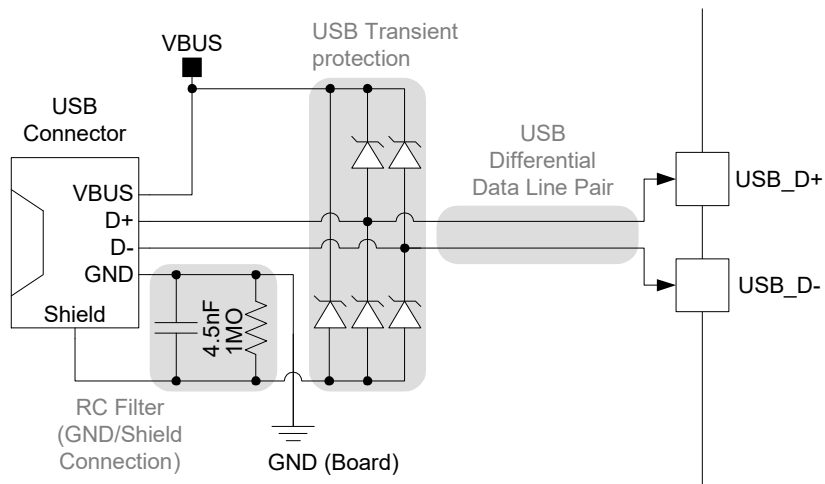 VBUS
USB Transient
protection
USB
Connector
USB
Differential
Data Line Pair
VBUS
D+
D-
GND
Shield
USB_D+
USB_D-
4.5nF
1MO
RC Filter
(GND/Shield
Connection)
GND (Board)